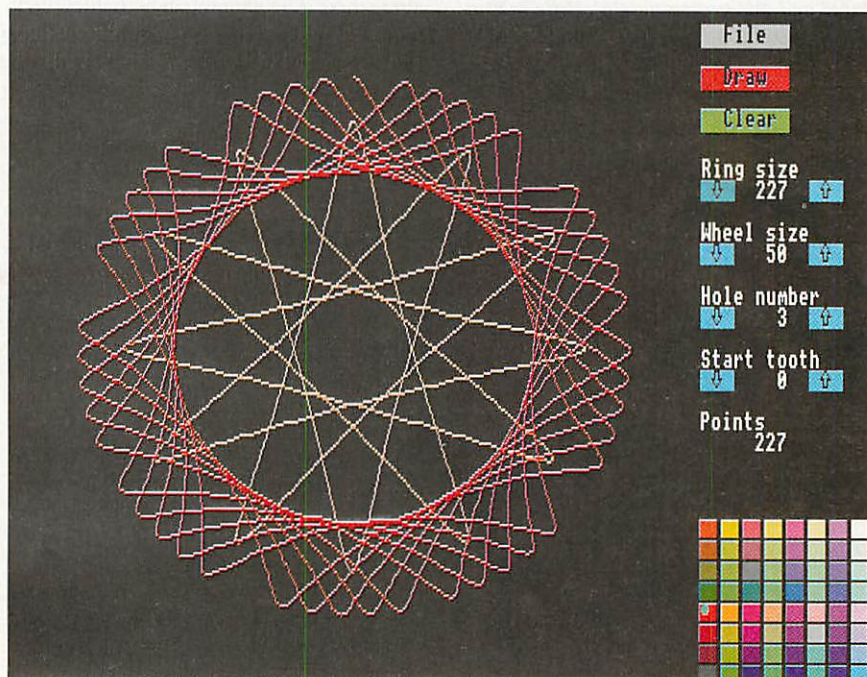 File
Draw
Clear
Ring size
227
Wheel size
50
Hole number
3
Start tooth
0
Points
227